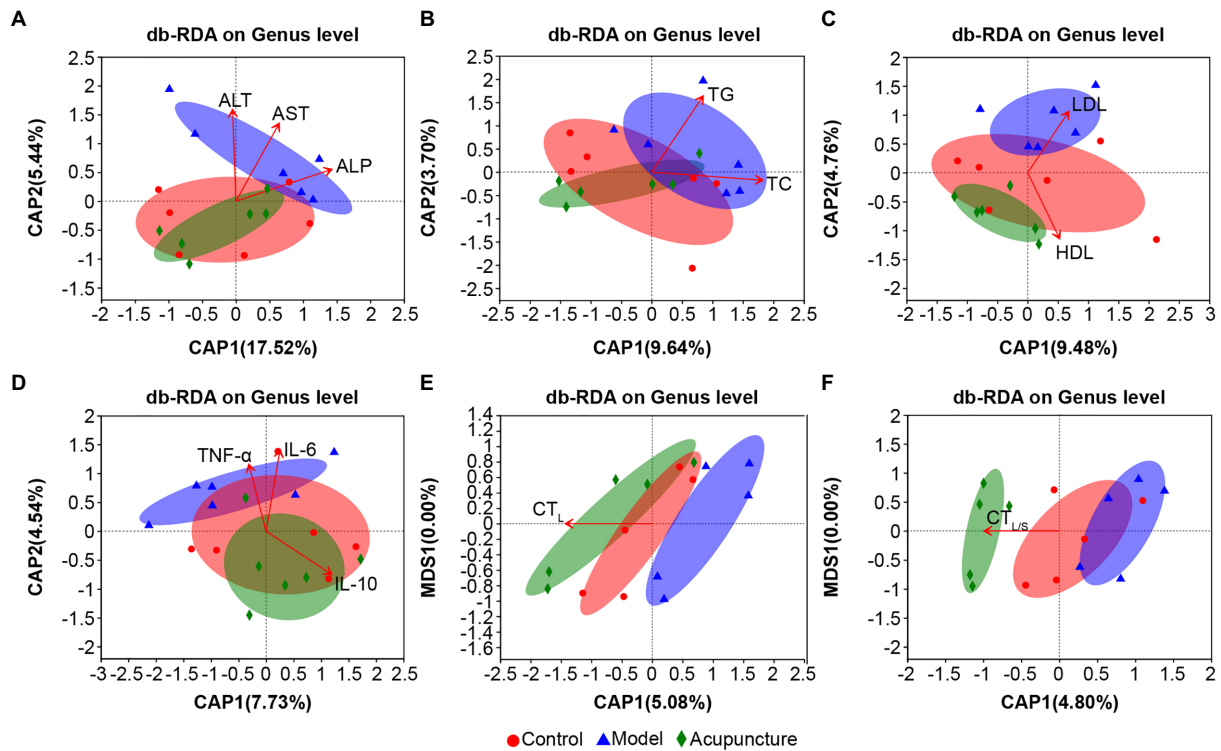 A
db-RDA on Genus level
2.5
2
1.5
1
0.5
0
-0.5
-1
-1.5
CAP2(5.44%)
ALT
AST
ALP
-2 -1.5 -1 -0.5 0 0.5 1 1.5 2 2.5
CAP1(17.52%)
B
db-RDA on Genus level
2.5
2
1.5
1
0.5
0
-0.5
-1
-1.5
-2
-2.5
CAP2(3.70%)
TG
TC
-2.5 -2 -1.5 -1 -0.5 0 0.5 1 1.5 2 2.5
CAP1(9.64%)
C
db-RDA on Genus level
2
1.5
1
0.5
0
-0.5
-1
-1.5
-2
CAP2(4.76%)
LDL
HDL
-2 -1.5 -1 -0.5 0 0.5 1 1.5 2 2.5 3
CAP1(9.48%)
D
db-RDA on Genus level
2
1.5
1
0.5
0
-0.5
-1
-1.5
-2
CAP2(4.54%)
TNF-α
IL-6
IL-10
-3 -2.5 -2 -1.5 -1 -0.5 0 0.5 1 1.5 2 2.5
CAP1(7.73%)
E
db-RDA on Genus level
1.4
1.2
1
0.8
0.6
0.4
0.2
0
-0.2
-0.4
-0.6
-0.8
-1
-1.2
-1.4
-1.6
MDS1(0.00%)
CTL
-2.5 -2 -1.5 -1 -0.5 0 0.5 1 1.5 2 2.5
CAP1(5.08%)
F
db-RDA on Genus level
2
1.5
1
0.5
0
-0.5
-1
-1.5
-2
MDS1(0.00%)
CTL/S
-2 -1.5 -1 -0.5 0 0.5 1 1.5 2
CAP1(4.80%)
Control Model Acupuncture